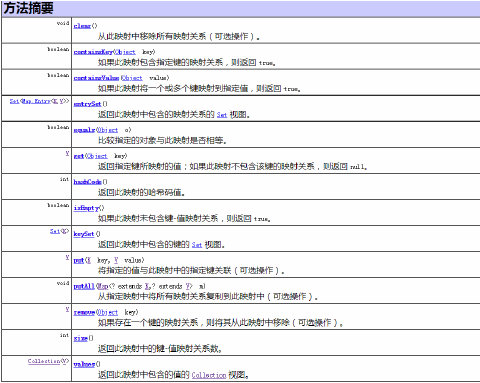 方法摘要
void clear()
从此映射中移除所有映射关系（可选操作）。
boolean containsKey(Object key)
如果此映射包含指定键的映射关系，则返回 true。
boolean containsValue(Object value)
如果此映射将一个或多个键映射到指定值，则返回 true。
Set<Map.Entry<K,V>> entrySet()
返回此映射中包含的映射关系的 Set 视图。
boolean equals(Object o)
比较指定的对象与此映射是否相等。
V get(Object key)
返回指定键所映射的值；如果此映射不包含该键的映射关系，则返回 null。
int hashCode()
返回此映射的哈希码值。
boolean isEmpty()
如果此映射未包含键-值映射关系，则返回 true。
Set<K> keySet()
返回此映射中包含的键的 Set 视图。
V put(K key, V value)
将指定的值与此映射中的指定键关联（可选操作）。
void putAll(Map<? extends K,? extends V> m)
从指定映射中将所有映射关系复制到此映射中（可选操作）。
V remove(Object key)
如果存在一个键的映射关系，则将其从此映射中移除（可选操作）。
int size()
返回此映射中的键-值映射关系数。
Collection<V> values()
返回此映射中包含的值的 Collection 视图。